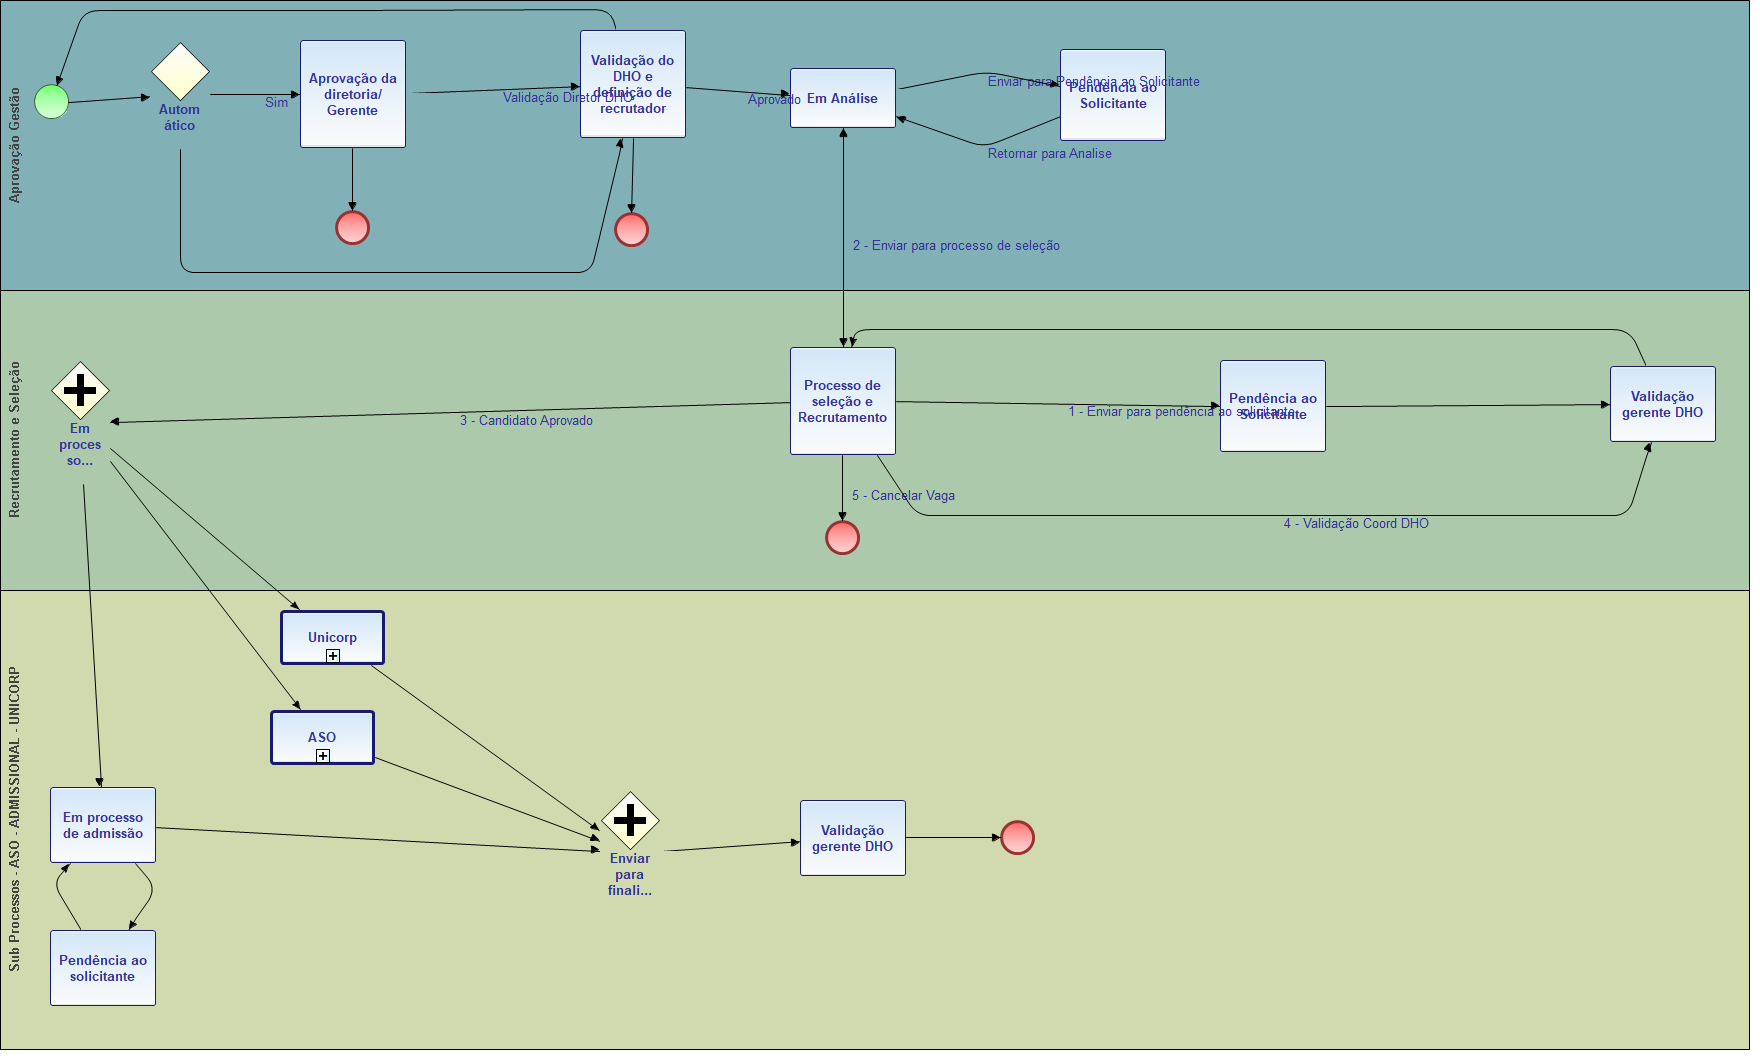 Aprovação Gestão
Autom
ático
Sim
Aprovação da
diretoria/
Gerente
Validação Diretor DHO
Validação do
DHO e
definição de
recrutador
Aprovado
Em Análise
Enviar para Pendência ao Solicitante
Pendência ao
Solicitante
Retornar para Analise
2 - Enviar para processo de seleção
Recrutamento e Seleção
Em
proces
so...
3 - Candidato Aprovado
Processo de
seleção e
Recrutamento
1 - Enviar para pendência ao solicitante
Pendência ao
Solicitante
Validação
gerente DHO
5 - Cancelar Vaga
4 - Validação Coord DHO
Sub Processos - ASO - ADMISSIONAL - UNICORP
Unicorp
ASO
Em processo
de admissão
Enviar
para
finali...
Validação
gerente DHO
Pendência ao
solicitante